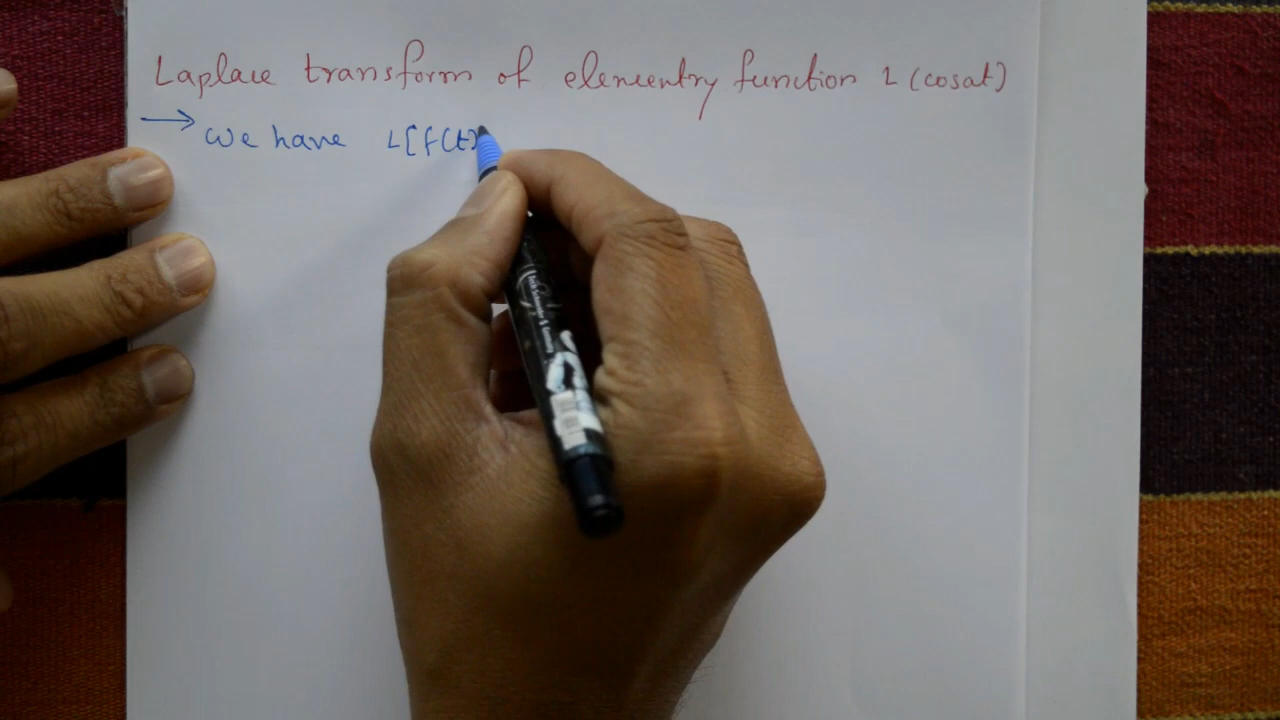 Laplace transform of elementry function L (cosat)
→ We have L[f(t)